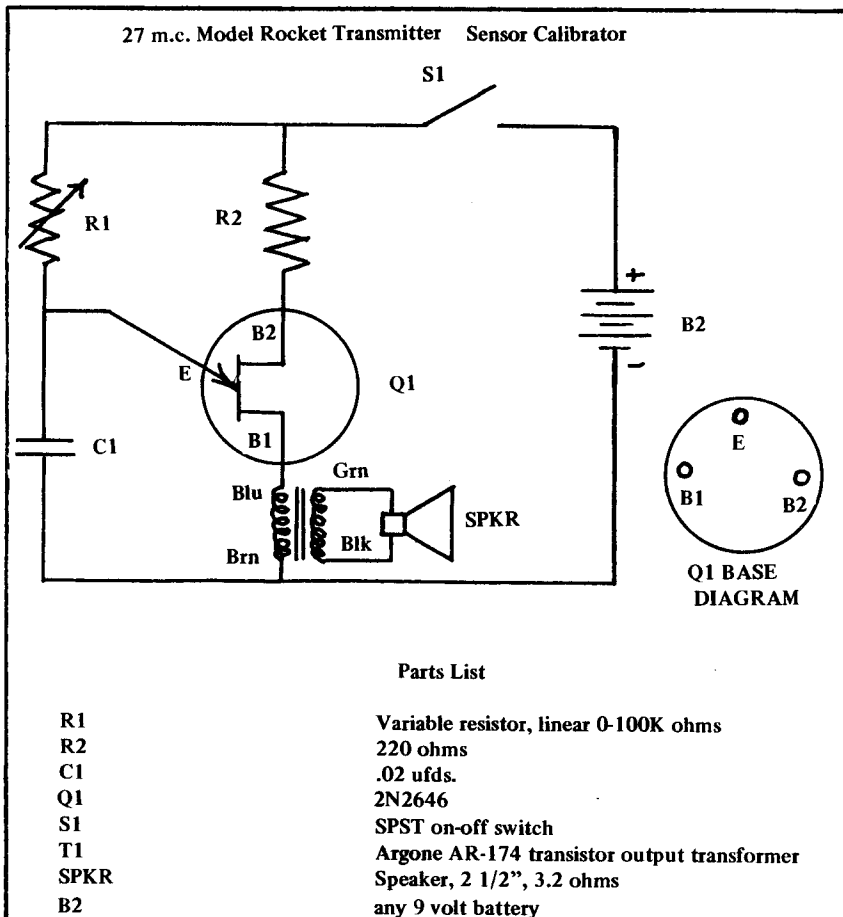 27 m.c. Model Rocket Transmitter Sensor Calibrator
S1
R1
R2
+
B2
B2
E
Q1
-
B1
C1
E
B1
B2
Grn
Blu
SPKR
Blk
Brn
Q1 BASE
DIAGRAM
Parts List
R1 Variable resistor, linear 0-100K ohms
R2 220 ohms
C1 .02 ufds.
Q1 2N2646
S1 SPST on-off switch
T1 Argone AR-174 transistor output transformer
SPKR Speaker, 2 1/2”, 3.2 ohms
B2 any 9 volt battery